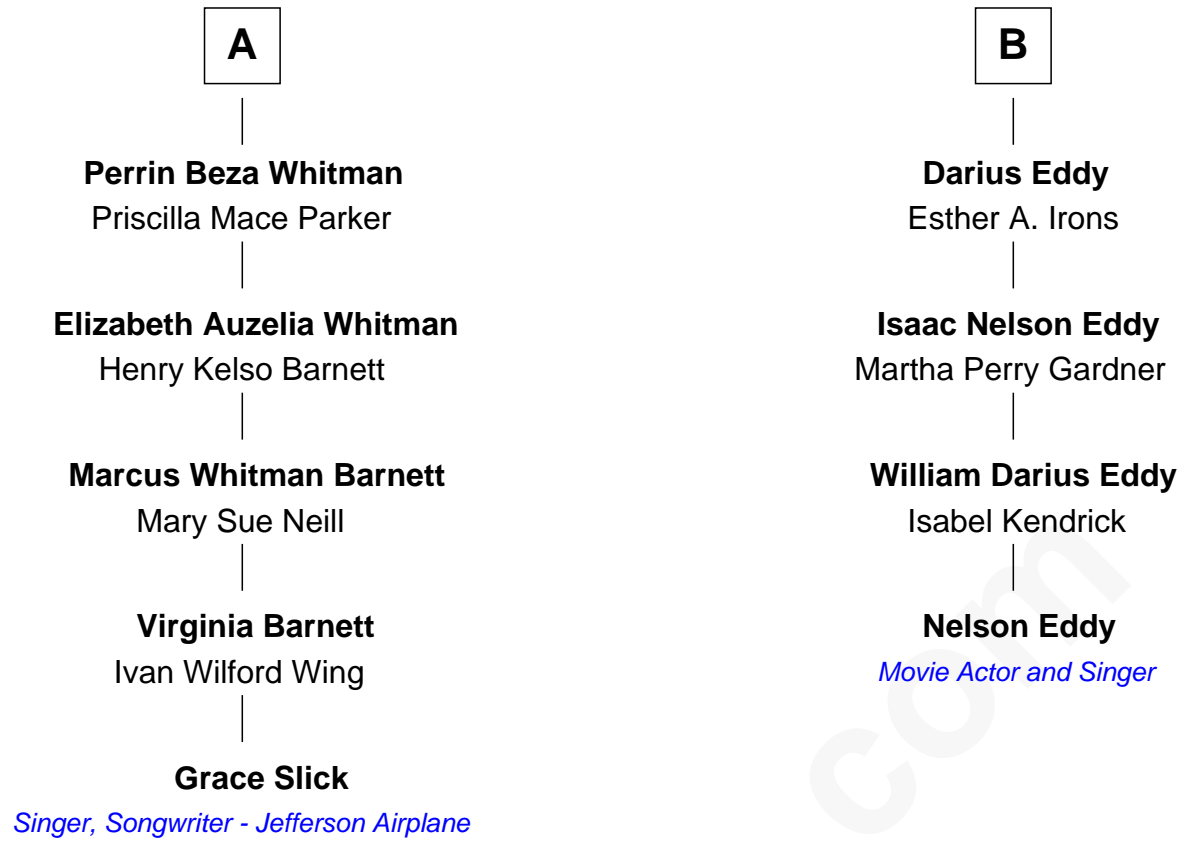 A
Perrin Beza Whitman
Priscilla Mace Parker
Elizabeth Auzelia Whitman
Henry Kelso Barnett
Marcus Whitman Barnett
Mary Sue Neill
Virginia Barnett
Ivan Wilford Wing
Grace Slick
Singer, Songwriter - Jefferson Airplane
B
Darius Eddy
Esther A. Irons
Isaac Nelson Eddy
Martha Perry Gardner
William Darius Eddy
Isabel Kendrick
Nelson Eddy
Movie Actor and Singer
com